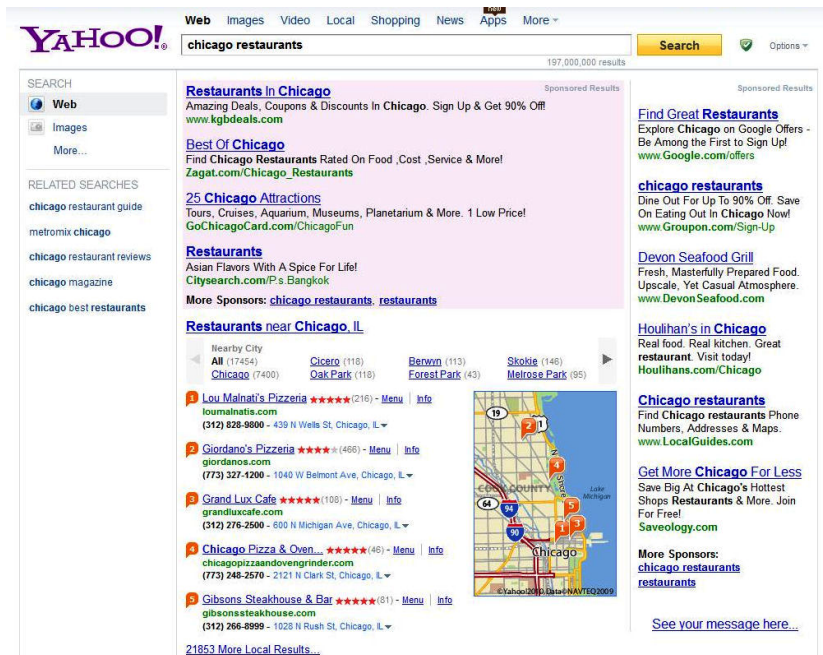 Web Images Video Local Shopping News Apps More
YAHOO!®
chicago restaurants
Search
Options
197,000,000 results
SEARCH
Web
Images
More...
RELATED SEARCHES
chicago restaurant guide
metromix chicago
chicago restaurant reviews
chicago magazine
chicago best restaurants
Sponsored Results
Restaurants In Chicago
Amazing Deals, Coupons & Discounts In Chicago. Sign Up & Get 90% Off!
www.kgbdeals.com
Best Of Chicago
Find Chicago Restaurants Rated On Food ,Cost ,Service & More!
Zagat.com/Chicago_Restaurants
25 Chicago Attractions
Tours, Cruises, Aquarium, Museums, Planetarium & More. 1 Low Price!
GoChicagoCard.com/ChicagoFun
Restaurants
Asian Flavors With A Spice For Life!
Citysearch.com/P.s.Bangkok
More Sponsors: chicago restaurants, restaurants
Restaurants near Chicago, IL
Nearby City
All (17454) Cicero (118) Berwyn (113) Skokie (146)
Chicago (7400) Oak Park (118) Forest Park (43) Melrose Park (95)
1 Lou Malnati's Pizzeria (216) - Menu | Info
loumalnatis.com
(312) 828-9800 - 439 N Wells St, Chicago, IL
2 Giordano's Pizzeria (466) - Menu | Info
giordanos.com
(773) 327-1200 - 1040 W Belmont Ave, Chicago, IL
3 Grand Lux Cafe (108) - Menu | Info
grandluxcafe.com
(312) 276-2500 - 600 N Michigan Ave, Chicago, IL
4 Chicago Pizza & Oven... (46) - Menu | Info
chicagopizzaandovengrinder.com
(773) 248-2570 - 2121 N Clark St, Chicago, IL
5 Gibsons Steakhouse & Bar (81) - Menu | Info
gibsonssteakhouse.com
(312) 266-8999 - 1028 N Rush St, Chicago, IL
21853 More Local Results...
19
2
1
4
N Shore
COOK COUNTY
Lake
Michigan
64
94
5
1
3
90
Chicago
©Yahoo!2010,Data©NAVTEQ2009
Sponsored Results
Find Great Restaurants
Explore Chicago on Google Offers -
Be Among the First to Sign Up!
www.Google.com/offers
chicago restaurants
Dine Out For Up To 90% Off. Save
On Eating Out In Chicago Now!
www.Groupon.com/Sign-Up
Devon Seafood Grill
Fresh, Masterfully Prepared Food.
Upscale, Yet Casual Atmosphere.
www.DevonSeafood.com
Houlihan's in Chicago
Real food. Real kitchen. Great
restaurant. Visit today!
Houlihans.com/Chicago
Chicago restaurants
Find Chicago restaurants Phone
Numbers, Addresses & Maps.
www.LocalGuides.com
Get More Chicago For Less
Save Big At Chicago's Hottest
Shops Restaurants & More. Join
For Free!
Saveology.com
More Sponsors:
chicago restaurants
restaurants
See your message here...